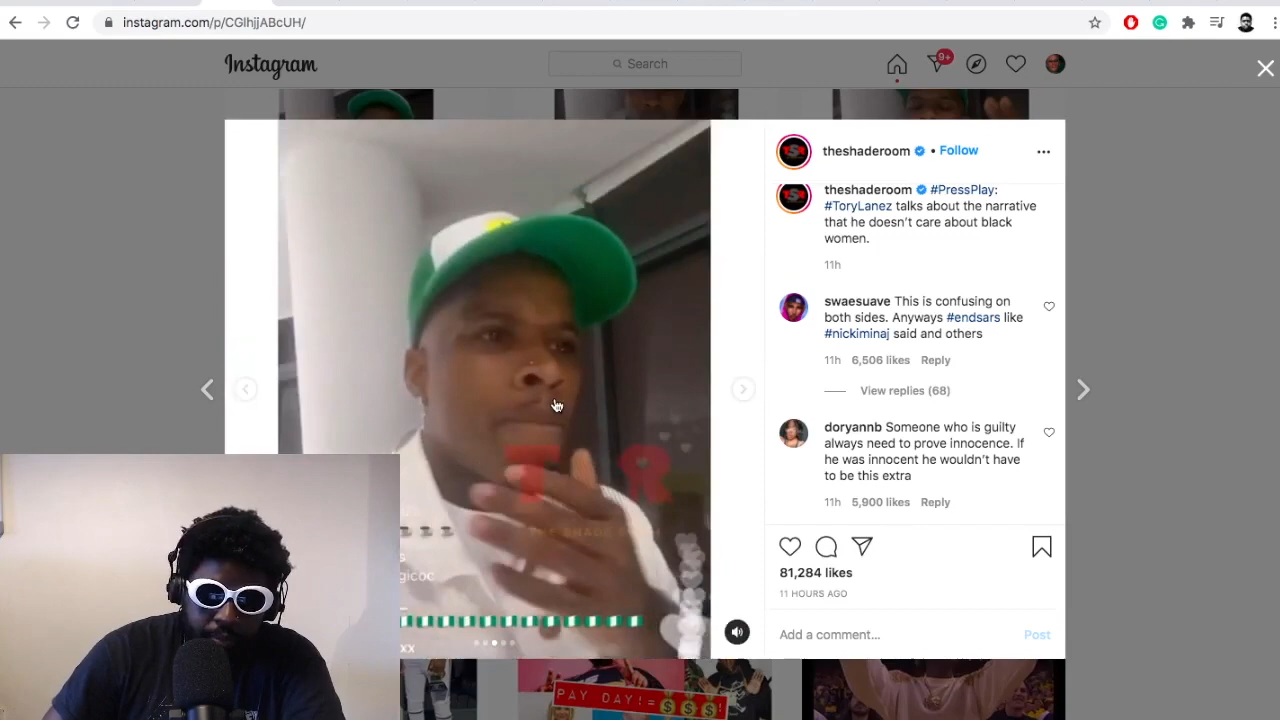 instagram.com/p/CGlhjjABcUH/
Instagram
Search
9+
theshaderoom • Follow
theshaderoom #PressPlay:
#ToryLanez talks about the narrative
that he doesn't care about black
women.
11h
swaesuave This is confusing on
both sides. Anyways #endsars like
#nickiminaj said and others
11h 6,506 likes Reply
View replies (68)
doryannb Someone who is guilty
always need to prove innocence. If
he was innocent he wouldn't have
to be this extra
11h 5,900 likes Reply
81,284 likes
11 HOURS AGO
Add a comment... Post
T R
gicoc
xx
PAY DAY!=💰💰💰!